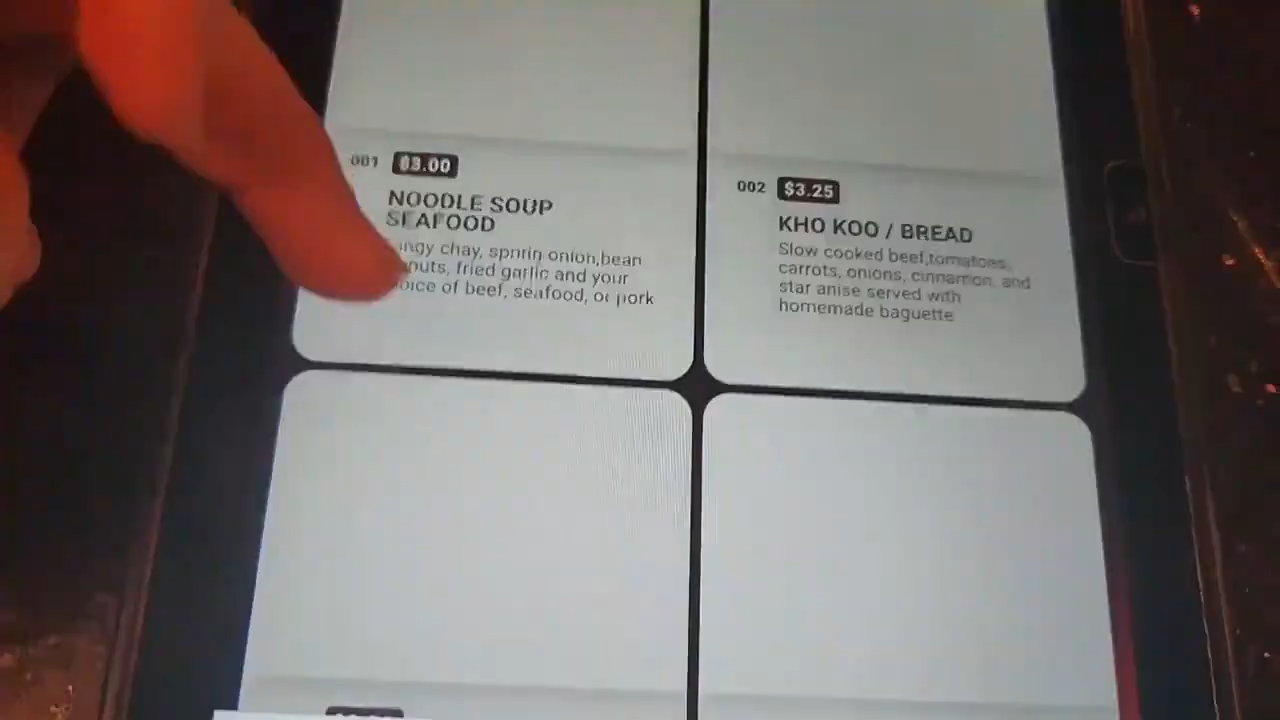 001 $3.00
NOODLE SOUP
SEAFOOD
chay, onion,bean
fried garlic and your
of beef, seafood, or pork
002 $3.25
KHO KOO / BREAD
Slow cooked beef,tomatoes,
carrots, onions, cinnamon, and
star anise served with
homemade baguette